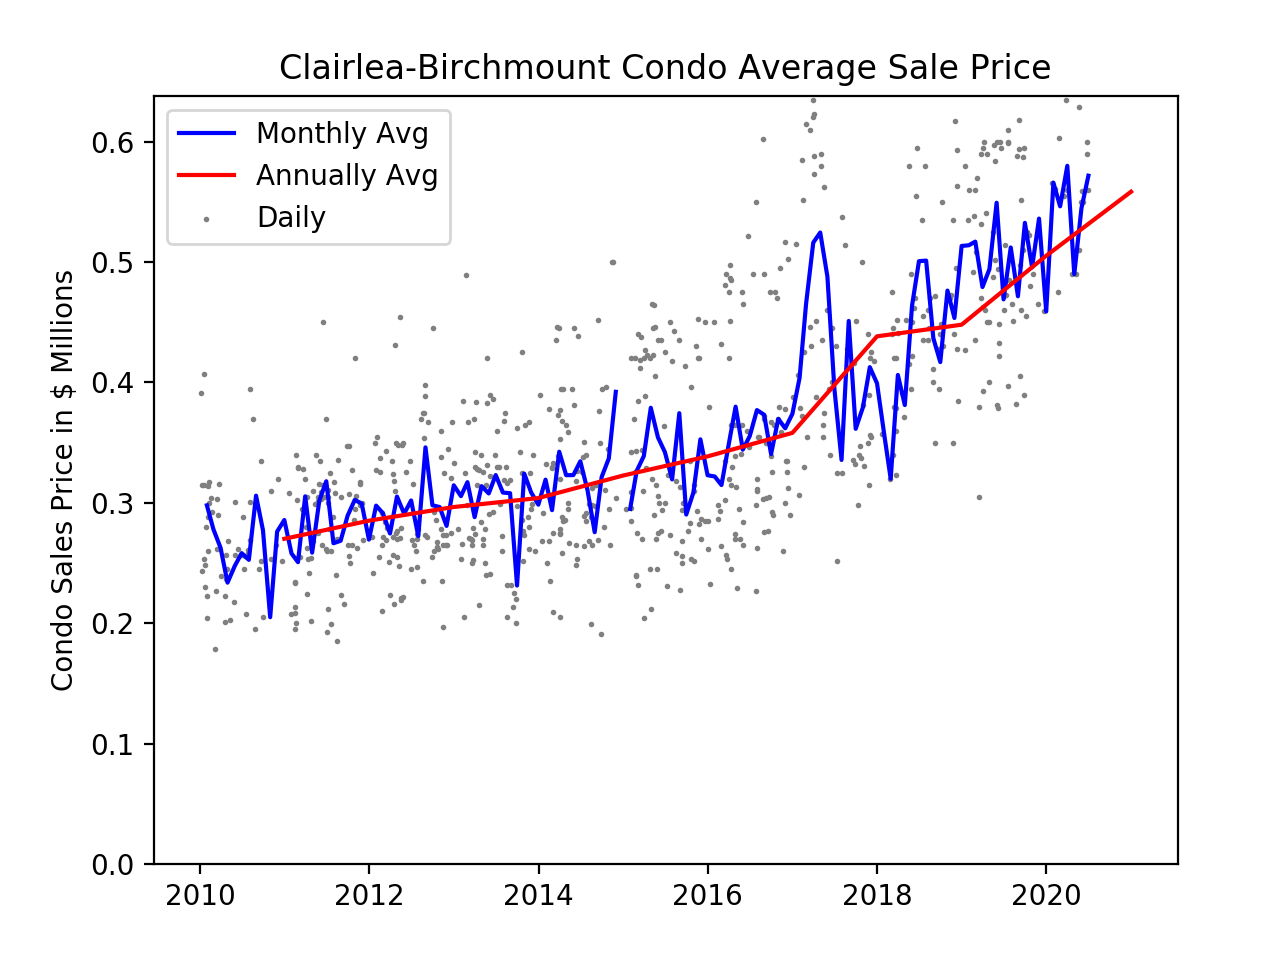 Clairlea-Birchmount Condo Average Sale Price
Monthly Avg
Annually Avg
Daily
Condo Sales Price in $ Millions
0.6
0.5
0.4
0.3
0.2
0.1
0.0
2010 2012 2014 2016 2018 2020